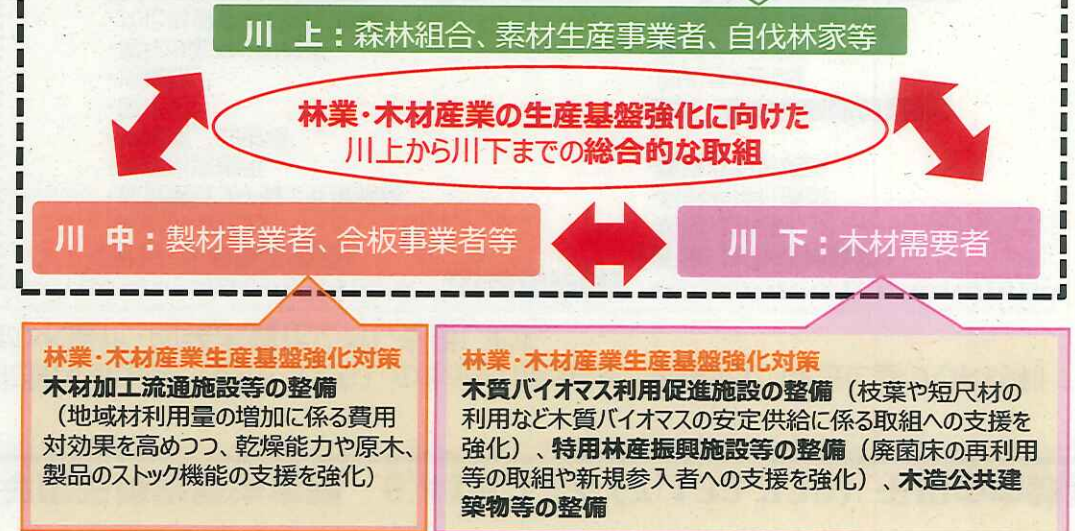 川 上：森林組合、素材生産事業者、自伐林家等
林業・木材産業の生産基盤強化に向けた
川上から川下までの総合的な取組
川 中：製材事業者、合板事業者等
川 下：木材需要者
林業・木材産業生産基盤強化対策
木材加工流通施設等の整備
（地域材利用量の増加に係る費用
対効果を高めつつ、乾燥能力や原木、
製品のストック機能の支援を強化）
林業・木材産業生産基盤強化対策
木質バイオマス利用促進施設の整備（枝葉や短尺材の
利用など木質バイオマスの安定供給に係る取組への支援を
強化）、特用林産振興施設等の整備（廃菌床の再利用
等の取組や新規参入者への支援を強化）、木造公共建
築物等の整備